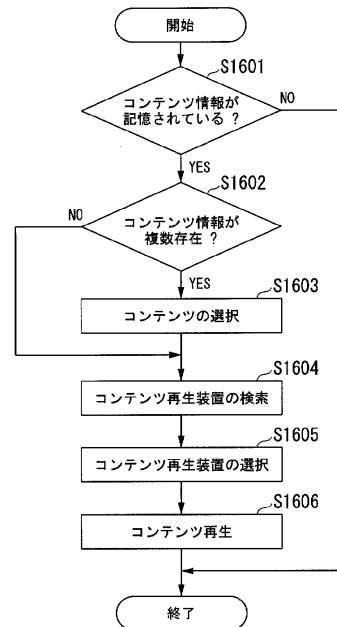 開始
S1601
コンテンツ情報が
記憶されている ?
NO
YES
S1602
NO
コンテンツ情報が
複数存在 ?
YES
S1603
コンテンツの選択
S1604
コンテンツ再生装置の検索
S1605
コンテンツ再生装置の選択
S1606
コンテンツ再生
終了